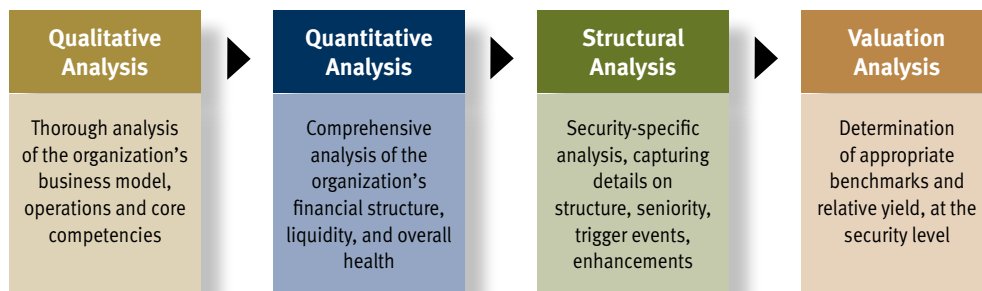 Qualitative
Analysis
Thorough analysis
of the organization's
business model,
operations and core
competencies
Quantitative
Analysis
Comprehensive
analysis of the
organization's
financial structure,
liquidity, and overall
health
Structural
Analysis
Security-specific
analysis, capturing
details on
structure, seniority,
trigger events,
enhancements
Valuation
Analysis
Determination
of appropriate
benchmarks and
relative yield, at the
security level